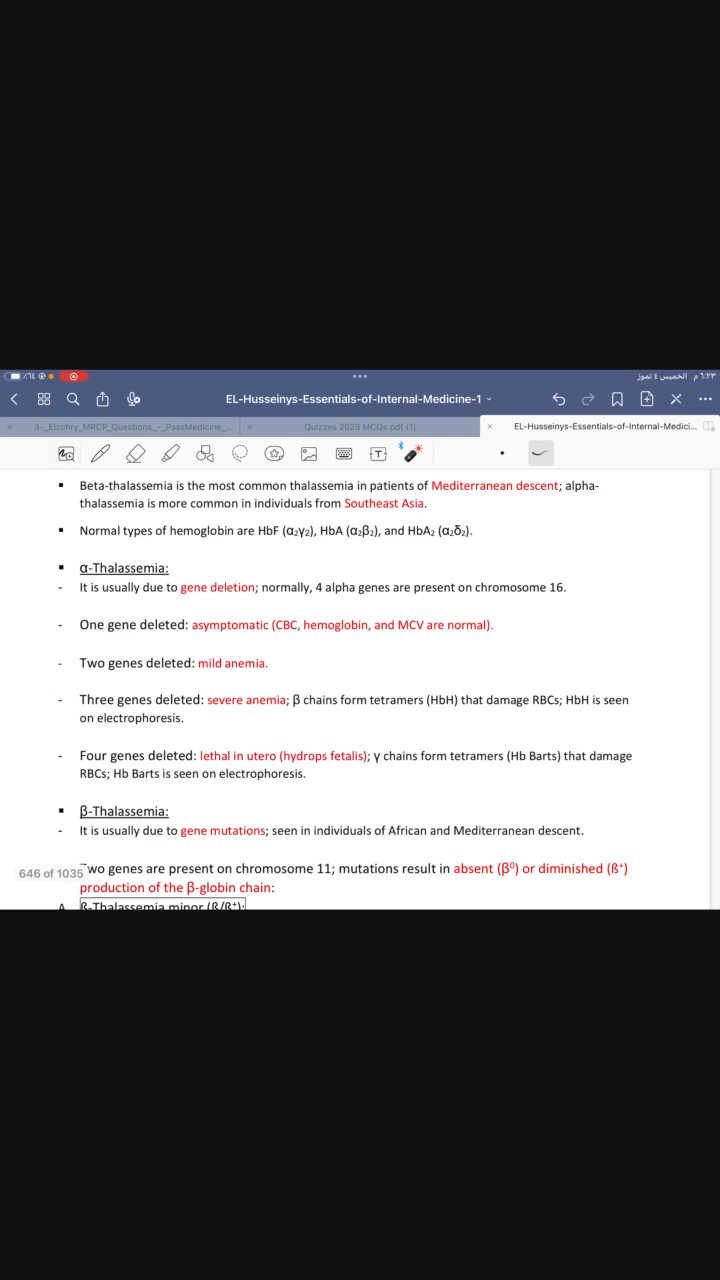 ٪٦٤
٦:٢٣ م الخميس ٤ تموز
EL-Husseinys-Essentials-of-Internal-Medicine-1
3-_Elzohry_MRCP_Questions_-_PassMedicine_...
Quizzes 2023 MCQs.pdf (1)
EL-Husseinys-Essentials-of-Internal-Medici...
▪ Beta-thalassemia is the most common thalassemia in patients of Mediterranean descent; alpha-
thalassemia is more common in individuals from Southeast Asia.
▪ Normal types of hemoglobin are HbF (α₂γ₂), HbA (α₂β₂), and HbA₂ (α₂δ₂).
▪ α-Thalassemia:
- It is usually due to gene deletion; normally, 4 alpha genes are present on chromosome 16.
- One gene deleted: asymptomatic (CBC, hemoglobin, and MCV are normal).
- Two genes deleted: mild anemia.
- Three genes deleted: severe anemia; β chains form tetramers (HbH) that damage RBCs; HbH is seen
on electrophoresis.
- Four genes deleted: lethal in utero (hydrops fetalis); γ chains form tetramers (Hb Barts) that damage
RBCs; Hb Barts is seen on electrophoresis.
▪ β-Thalassemia:
- It is usually due to gene mutations; seen in individuals of African and Mediterranean descent.
646 of 1035
Two genes are present on chromosome 11; mutations result in absent (β⁰) or diminished (ß⁺)
production of the β-globin chain:
A. ß-Thalassemia minor (ß/ß⁺):